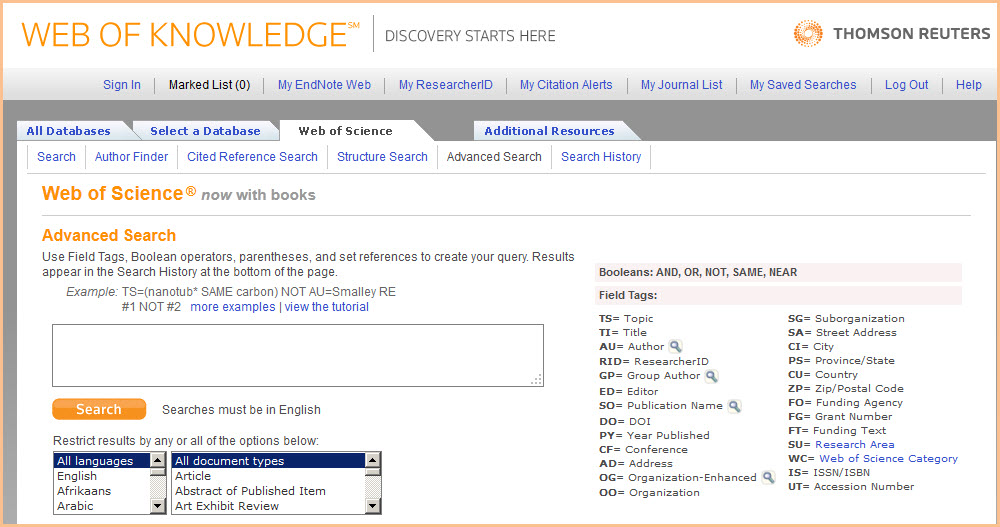 WEB OF KNOWLEDGE℠ DISCOVERY STARTS HERE
THOMSON REUTERS
Sign In Marked List (0) My EndNote Web My ResearcherID My Citation Alerts My Journal List My Saved Searches Log Out Help
All Databases Select a Database Web of Science Additional Resources
Search Author Finder Cited Reference Search Structure Search Advanced Search Search History
Web of Science® now with books
Advanced Search
Use Field Tags, Boolean operators, parentheses, and set references to create your query. Results
appear in the Search History at the bottom of the page.
Example: TS=(nanotub* SAME carbon) NOT AU=Smalley RE
#1 NOT #2 more examples | view the tutorial
Search
Searches must be in English
Restrict results by any or all of the options below:
All languages
English
Afrikaans
Arabic
All document types
Article
Abstract of Published Item
Art Exhibit Review
Booleans: AND, OR, NOT, SAME, NEAR
Field Tags:
TS= Topic
TI= Title
AU= Author
RID= ResearcherID
GP= Group Author
ED= Editor
SO= Publication Name
DO= DOI
PY= Year Published
CF= Conference
AD= Address
OG= Organization-Enhanced
OO= Organization
SG= Suborganization
SA= Street Address
CI= City
PS= Province/State
CU= Country
ZP= Zip/Postal Code
FO= Funding Agency
FG= Grant Number
FT= Funding Text
SU= Research Area
WC= Web of Science Category
IS= ISSN/ISBN
UT= Accession Number